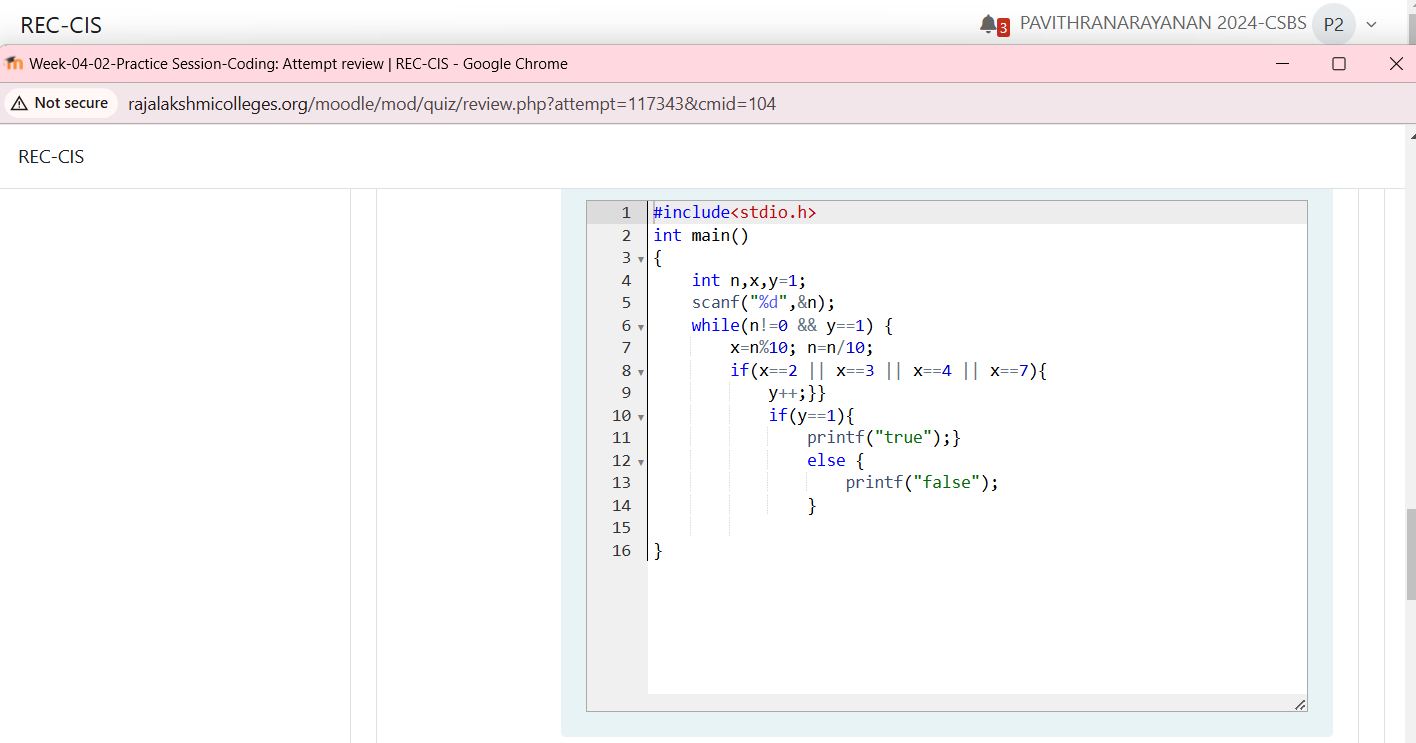 REC-CIS
3 PAVITHRANARAYANAN 2024-CSBS P2
Week-04-02-Practice Session-Coding: Attempt review | REC-CIS - Google Chrome
Not secure rajalakshmicolleges.org/moodle/mod/quiz/review.php?attempt=117343&cmid=104
REC-CIS
1 #include<stdio.h>
2 int main()
3 {
4     int n,x,y=1;
5     scanf("%d",&n);
6     while(n!=0 && y==1) {
7         x=n%10; n=n/10;
8         if(x==2 || x==3 || x==4 || x==7){
9             y++;}}
10             if(y==1){
11                 printf("true");}
12                 else {
13                     printf("false");
14                 }
15
16 }